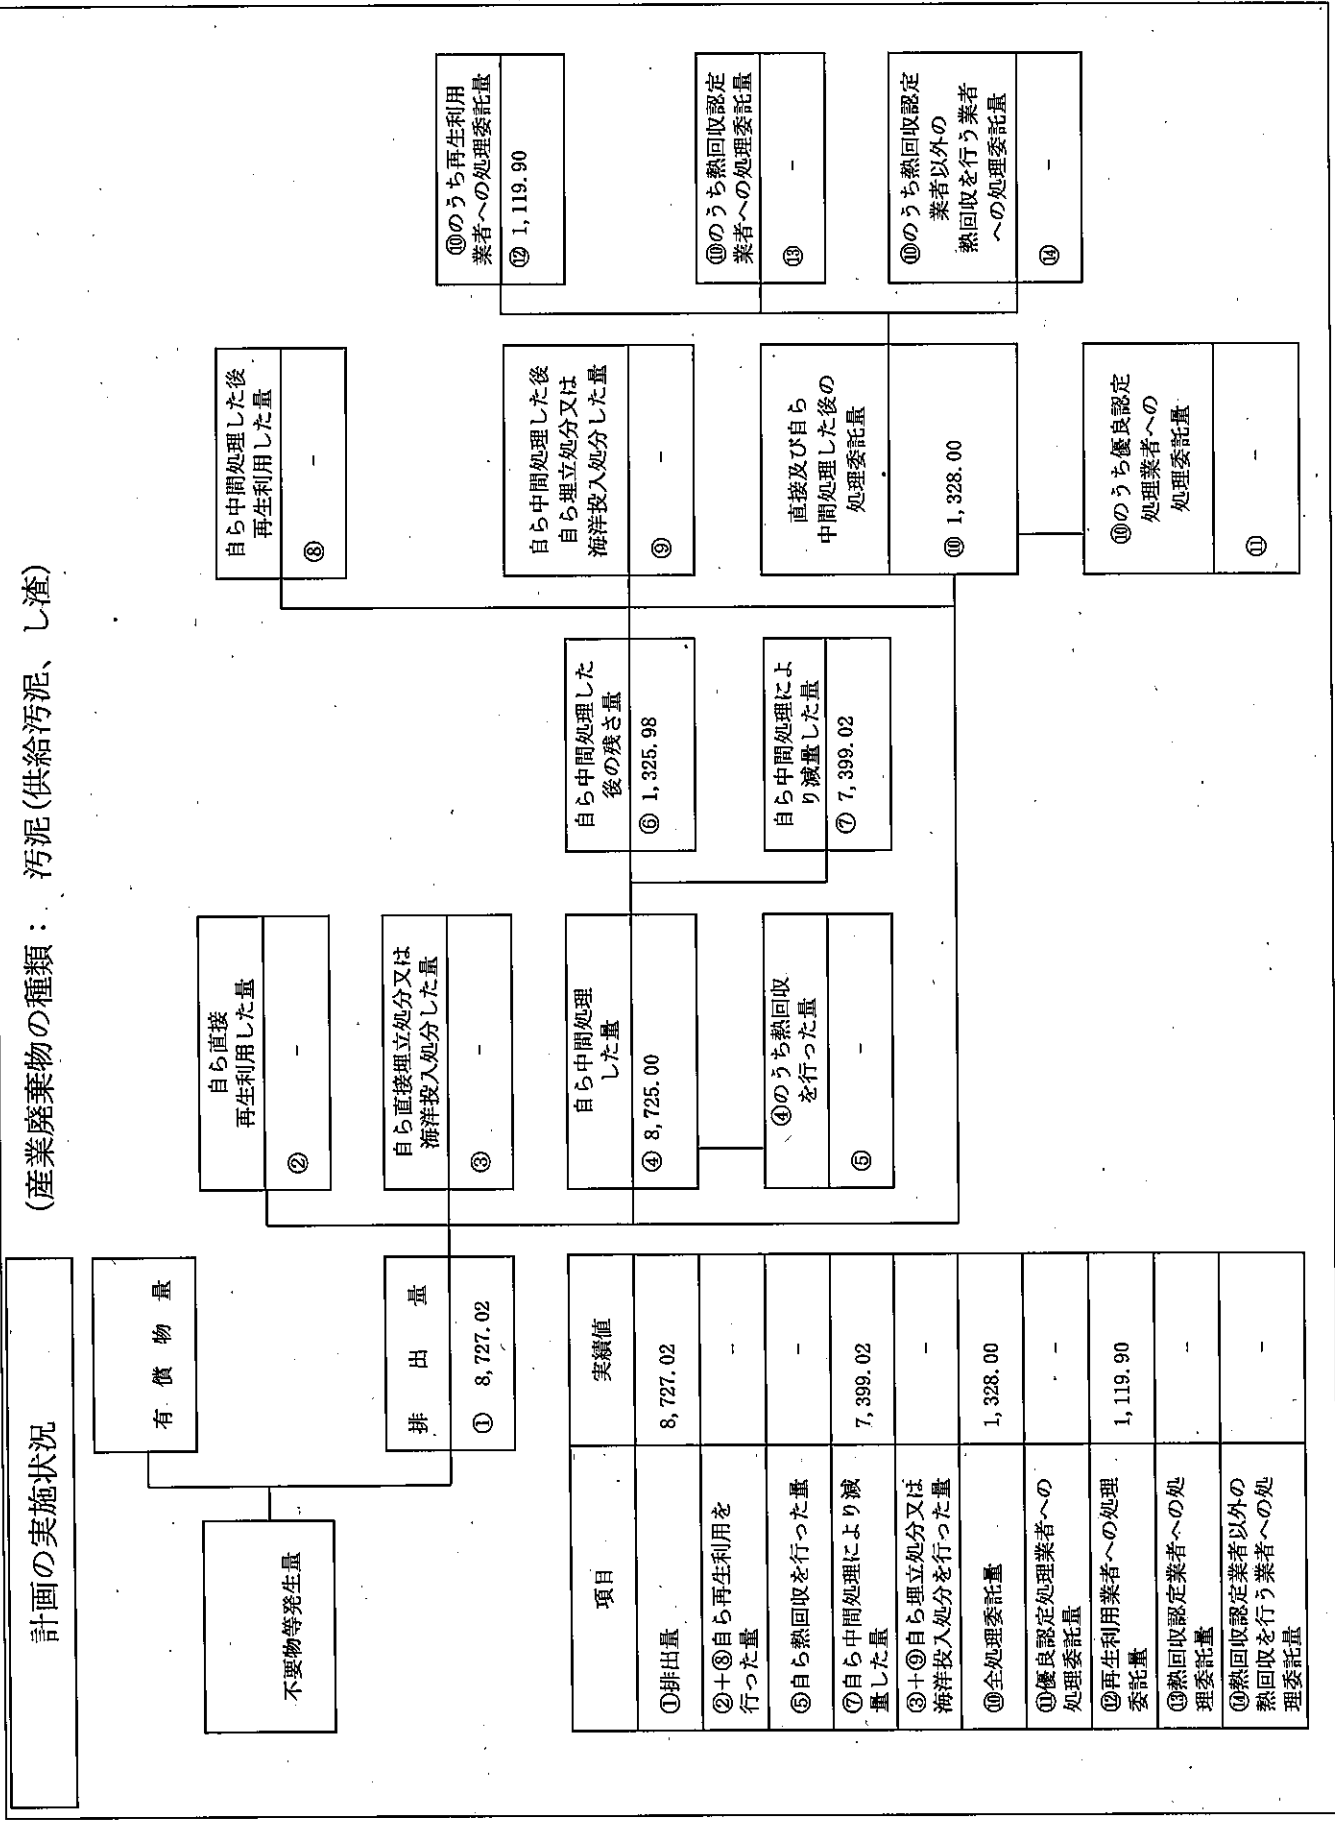 計画の実施状況
(産業廃棄物の種類： 汚泥(供給汚泥、し渣)
不要物等発生量
有 償 物 量
排 出 量
① 8,727.02
自ら直接
再生利用した量
② -
自ら直接埋立処分又は
海洋投入処分した量
③ -
自ら中間処理
した量
④ 8,725.00
④のうち熱回収
を行った量
⑤ -
自ら中間処理した
後の残さ量
⑥ 1,325.98
自ら中間処理によ
り減量した量
⑦ 7,399.02
自ら中間処理した後
再生利用した量
⑧ -
自ら中間処理した後
自ら埋立処分又は
海洋投入処分した量
⑨ -
直接及び自ら
中間処理した後の
処理委託量
⑩ 1,328.00
⑩のうち優良認定
処理業者への
処理委託量
⑪ -
⑩のうち再生利用
業者への処理委託量
⑫ 1,119.90
⑩のうち熱回収認定
業者への処理委託量
⑬ -
⑩のうち熱回収認定
業者以外の
熱回収を行う業者
への処理委託量
⑭ -
項目 実績値
①排出量 8,727.02
②+⑧自ら再生利用を
行った量 -
⑤自ら熱回収を行った量 -
⑦自ら中間処理により減
量した量 7,399.02
③+⑨自ら埋立処分又は
海洋投入処分を行った量 -
⑩全処理委託量 1,328.00
⑪優良認定処理業者への
処理委託量 -
⑫再生利用業者への処理
委託量 1,119.90
⑬熱回収認定業者への処
理委託量 -
⑭熱回収認定業者以外の
熱回収を行う業者への処
理委託量 -